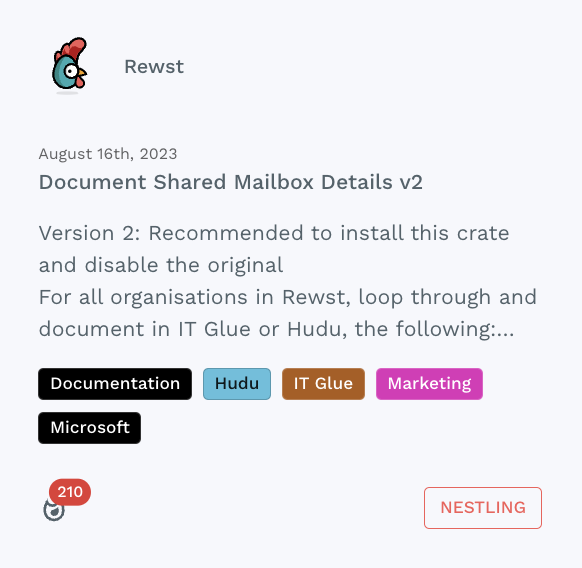 Rewst
August 16th, 2023
Document Shared Mailbox Details v2
Version 2: Recommended to install this crate
and disable the original
For all organisations in Rewst, loop through and
document in IT Glue or Hudu, the following:...
Documentation Hudu IT Glue Marketing
Microsoft
210
NESTLING